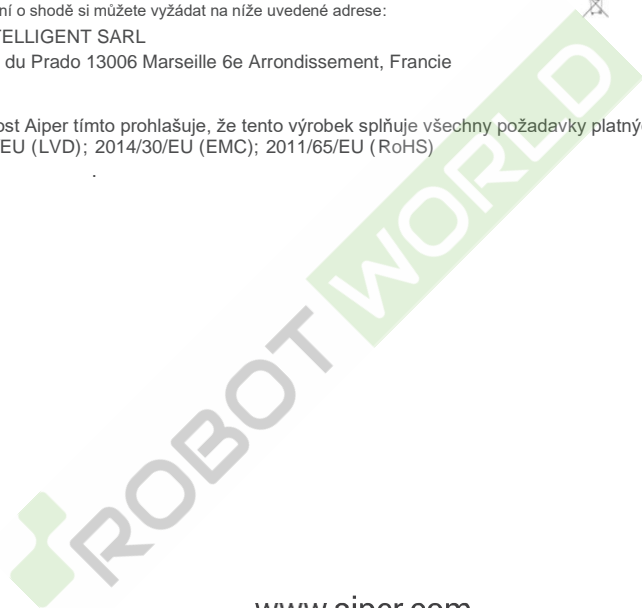 ní o shodě si můžete vyžádat na níže uvedené adrese:
TELLIGENT SARL
du Prado 13006 Marseille 6e Arrondissement, Francie
ost Aiper tímto prohlašuje, že tento výrobek splňuje všechny požadavky platnýc
EU (LVD); 2014/30/EU (EMC); 2011/65/EU (RoHS)
.
ROBOT WORLD
www.aiper.com